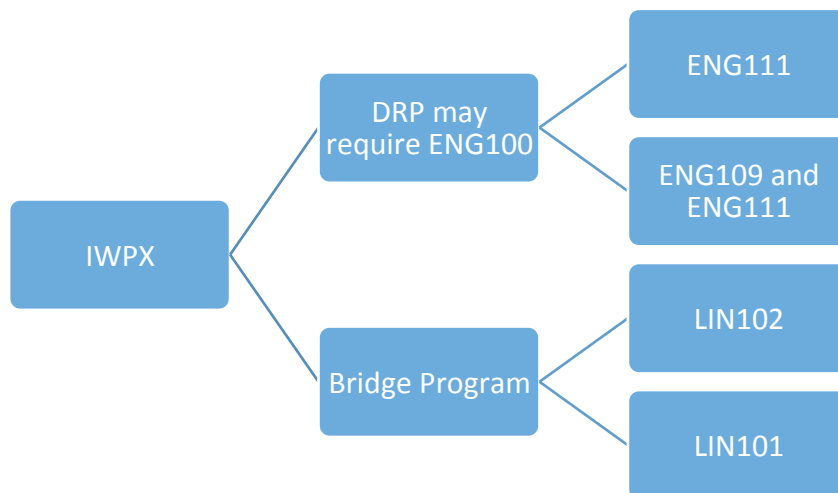 IWPX
DRP may
require ENG100
ENG111
ENG109 and
ENG111
Bridge Program
LIN102
LIN101